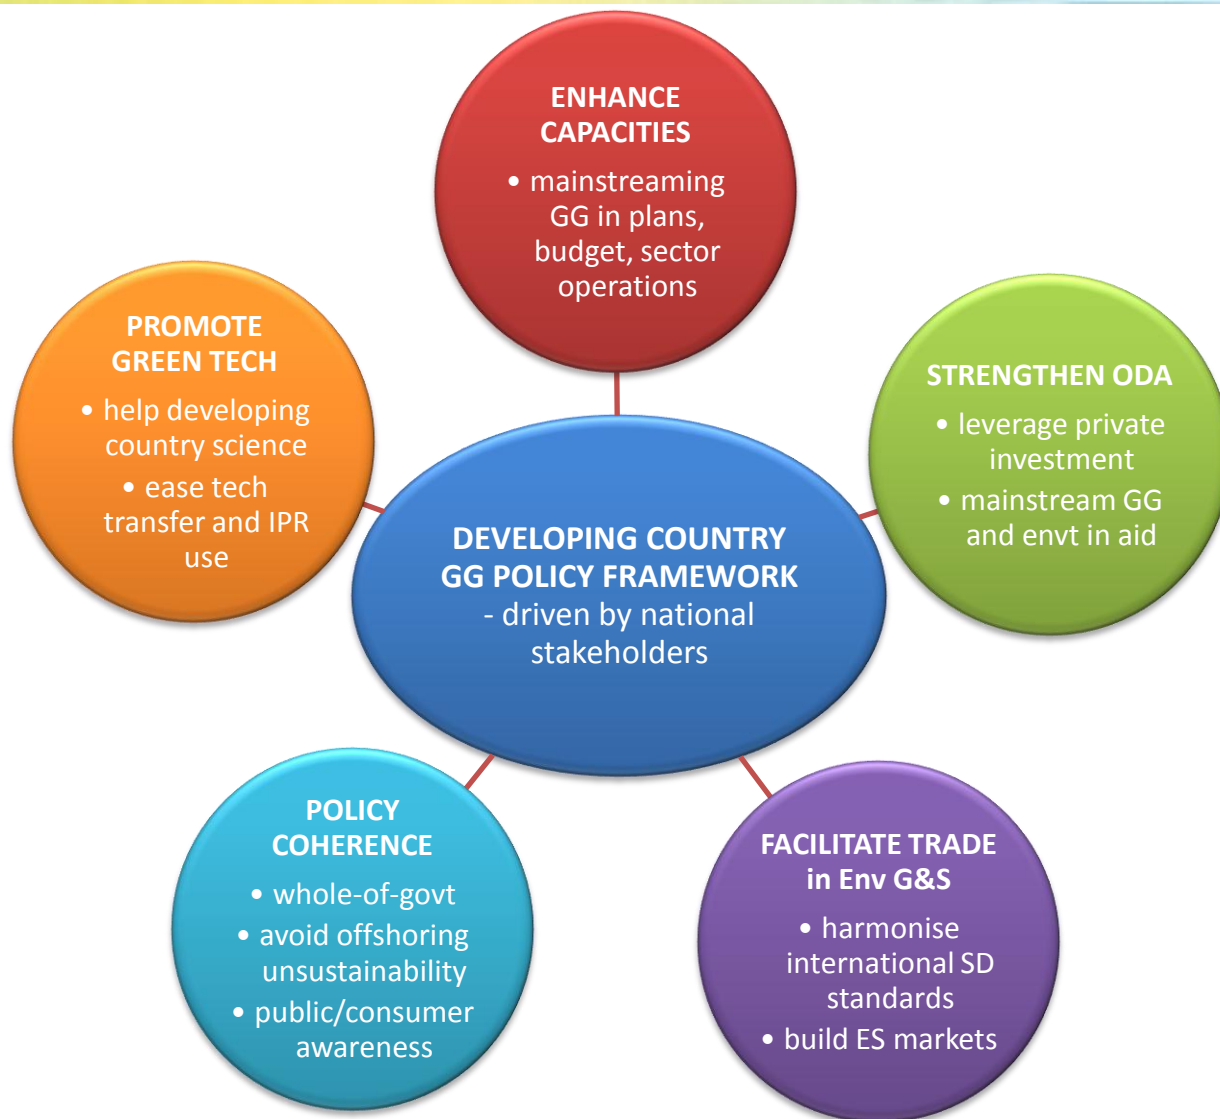 ENHANCE
CAPACITIES
• mainstreaming
GG in plans,
budget, sector
operations
PROMOTE
GREEN TECH
• help developing
country science
• ease tech
transfer and IPR
use
STRENGTHEN ODA
• leverage private
investment
• mainstream GG
and envt in aid
DEVELOPING COUNTRY
GG POLICY FRAMEWORK
- driven by national
stakeholders
POLICY
COHERENCE
• whole-of-govt
• avoid offshoring
unsustainability
• public/consumer
awareness
FACILITATE TRADE
in Env G&S
• harmonise
international SD
standards
• build ES markets